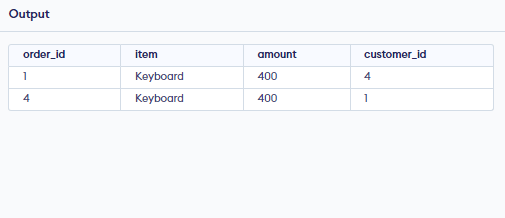 Output
order_id item amount customer_id
1 Keyboard 400 4
4 Keyboard 400 1